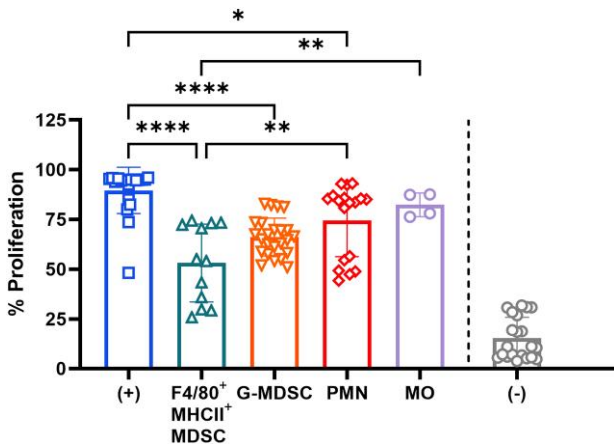 *
**
****
****
**
125
100
75
50
25
0
% Proliferation
(+)
F4/80+
MHCII+
MDSC
G-MDSC
PMN
MO
(-)